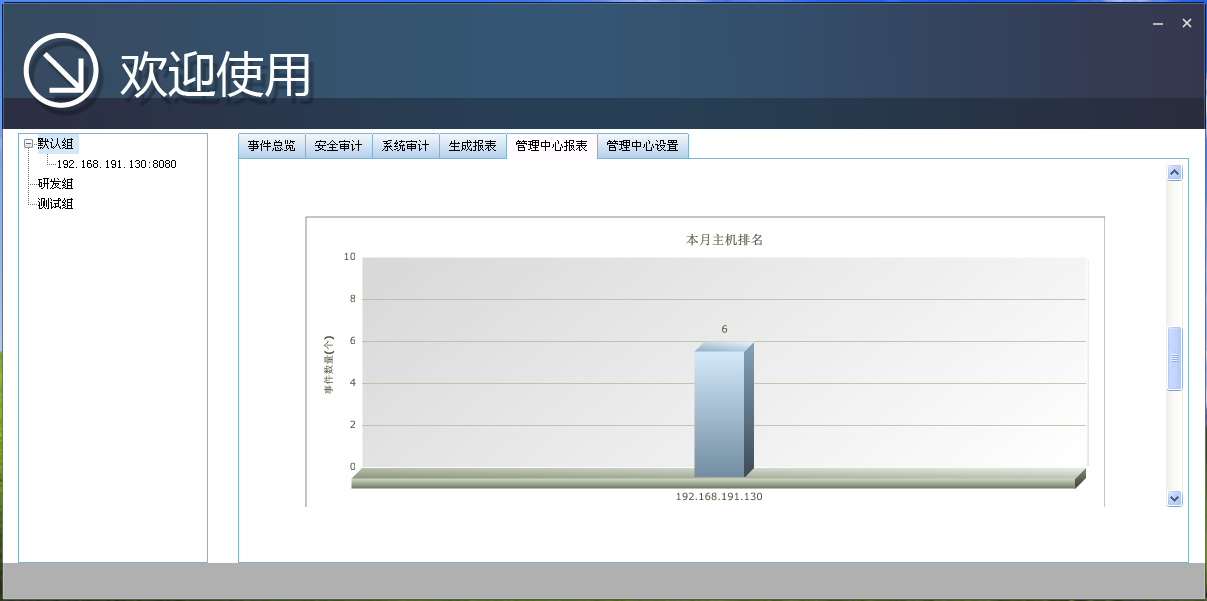 欢迎使用
默认组
192.168.191.130:8080
研发组
测试组
事件总览 安全审计 系统审计 生成报表 管理中心报表 管理中心设置
本月主机排名
10
8
6
4
2
0
事件数量(个)
6
192.168.191.130